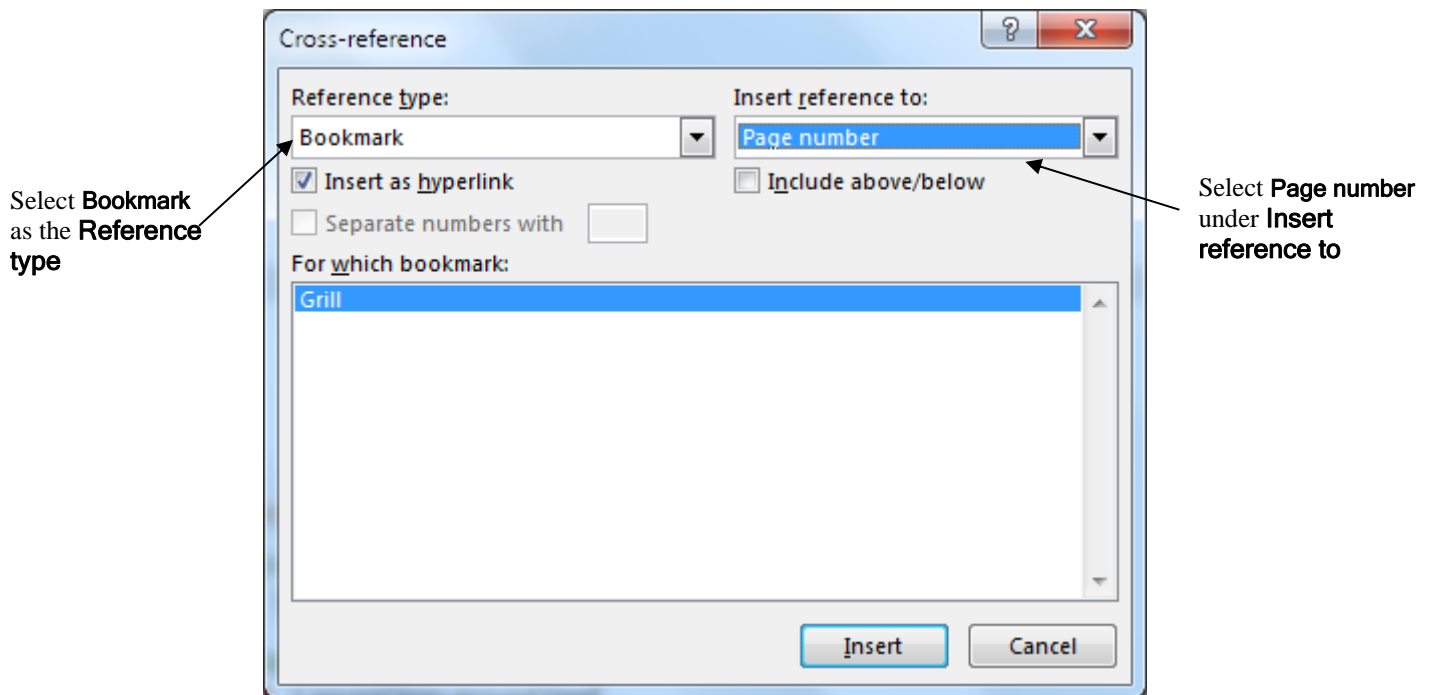 Cross-reference
?
Reference type:
Insert reference to:
Bookmark
Page number
Insert as hyperlink
Include above/below
Separate numbers with
For which bookmark:
Grill
Insert
Cancel
Select Bookmark
as the Reference
type
Select Page number
under Insert
reference to